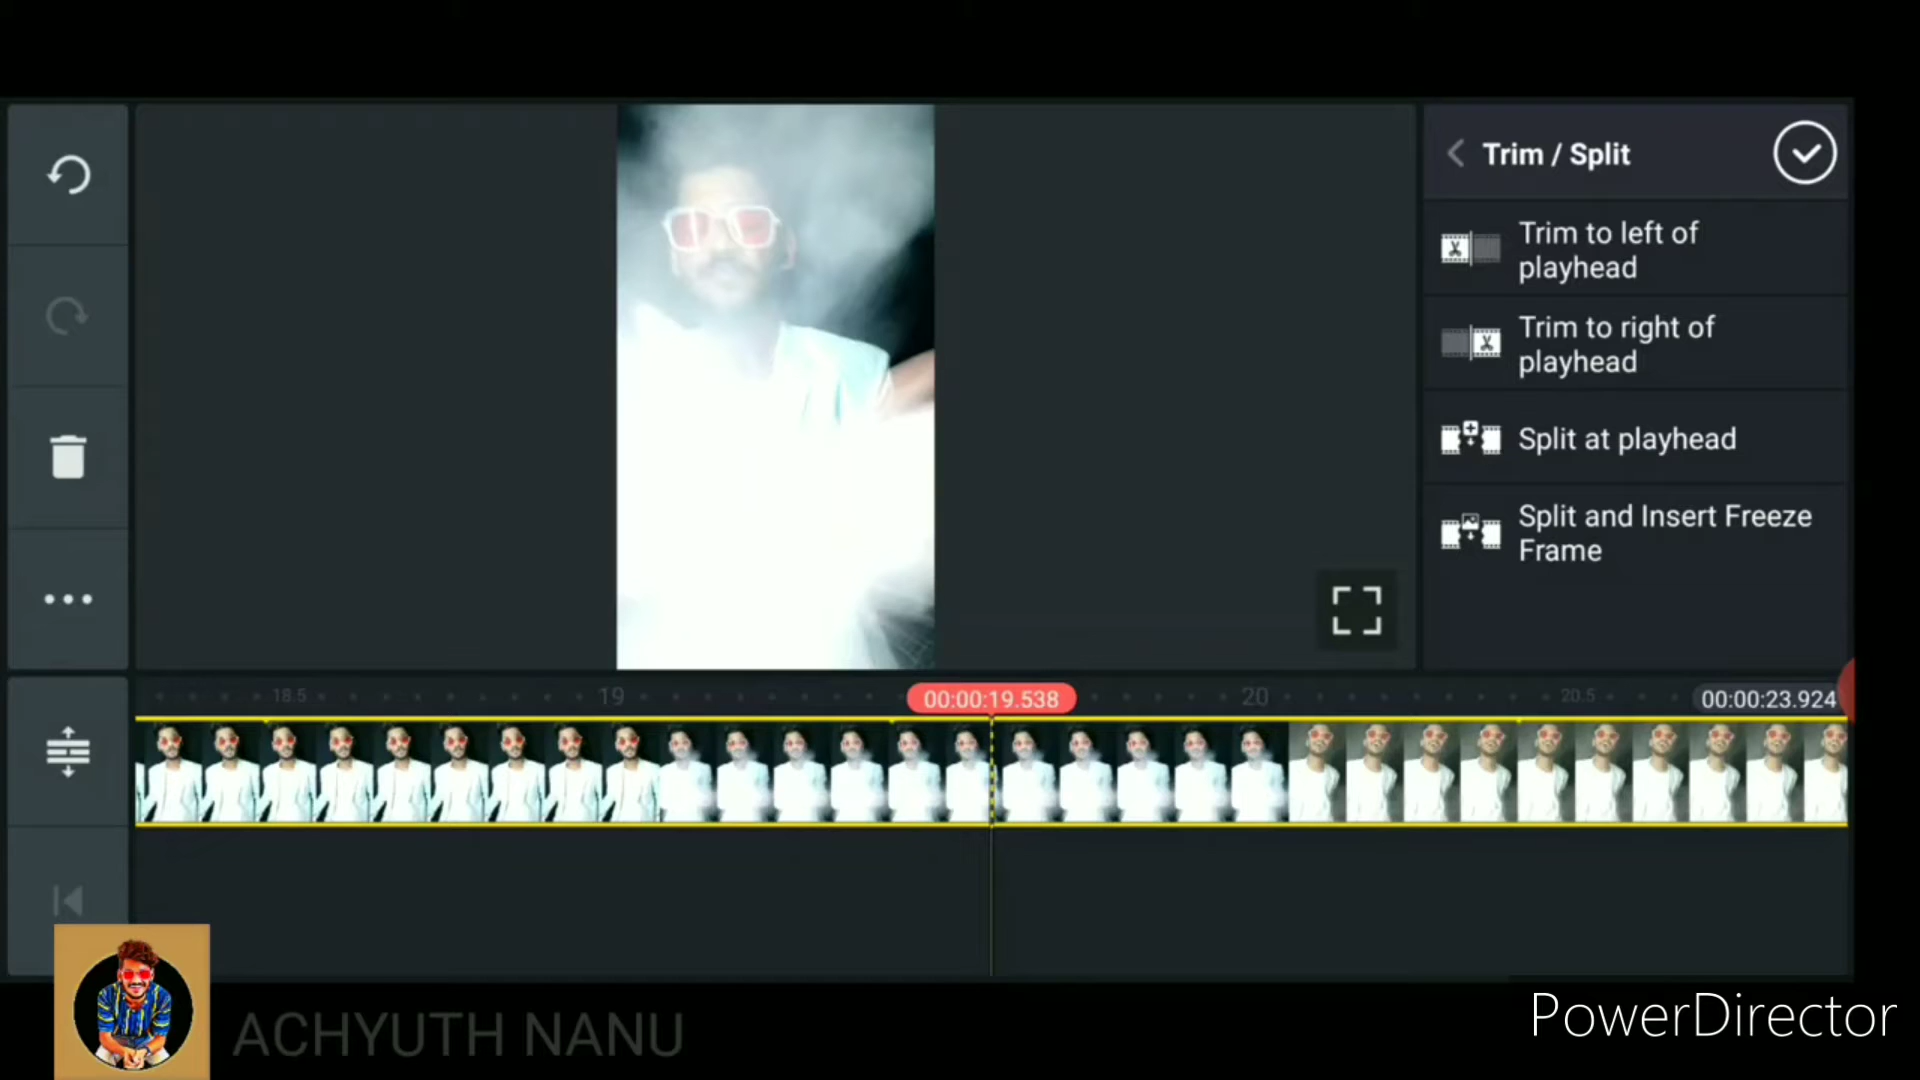 Trim / Split
Trim to left of
playhead
Trim to right of
playhead
Split at playhead
Split and Insert Freeze
Frame
18.5
19
00:00:19.538
20
20.5
00:00:23.924
ACHYUTH NANU
PowerDirector